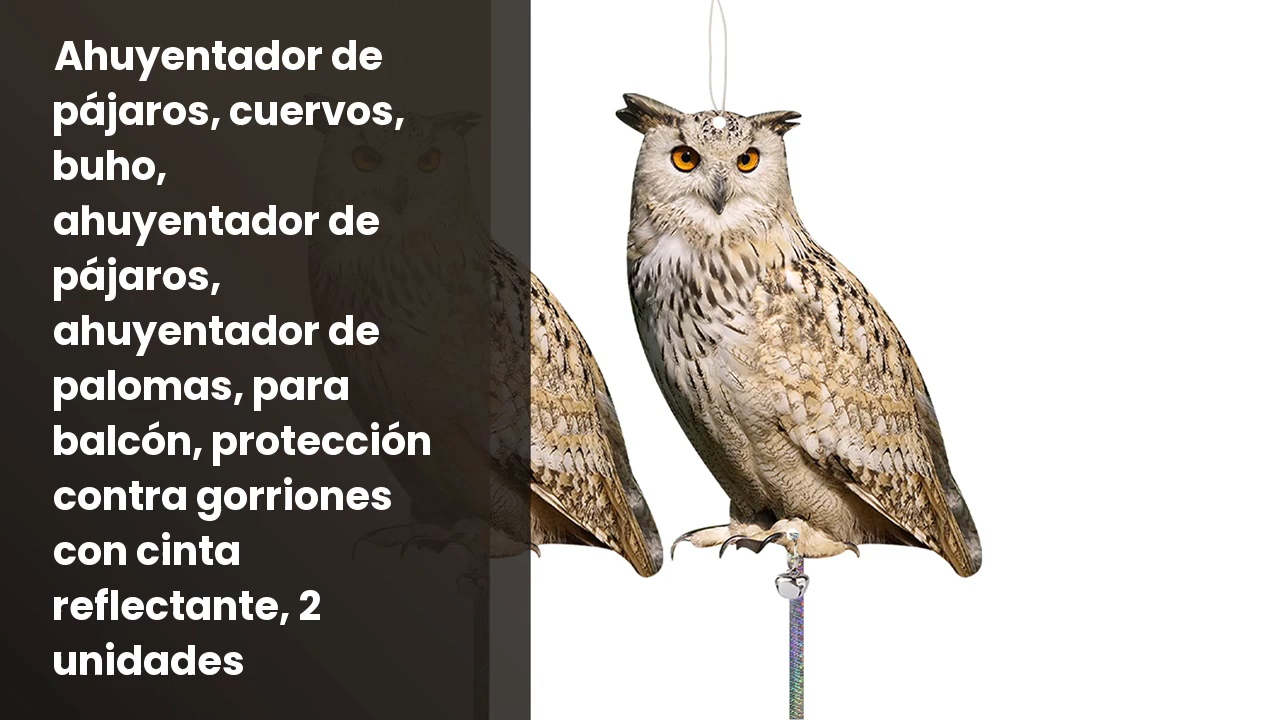 Ahuyentador de
pájaros, cuervos,
buho,
ahuyentador de
pájaros,
ahuyentador de
palomas, para
balcón, protección
contra gorriones
con cinta
reflectante, 2
unidades